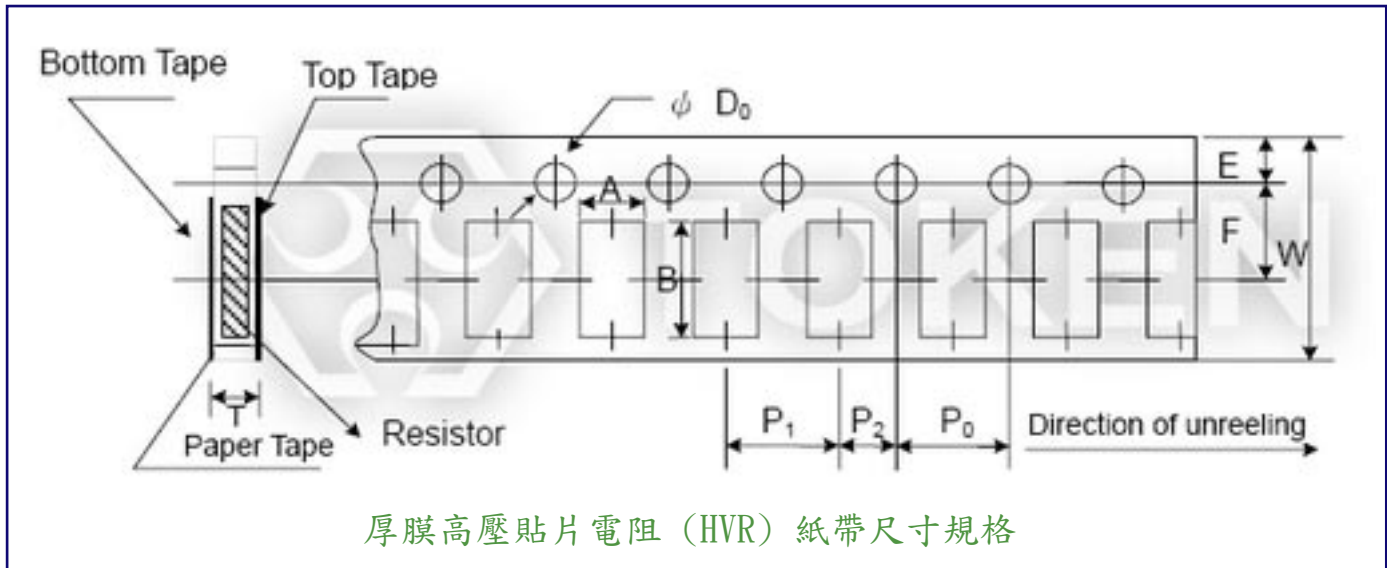 Bottom Tape
Top Tape
ψ D₀
E
A
F
W
B
TOKEN
T
P₁
P₂
P₀
Direction of unreeling
Resistor
Paper Tape
厚膜高壓貼片電阻 (HVR) 紙帶尺寸規格